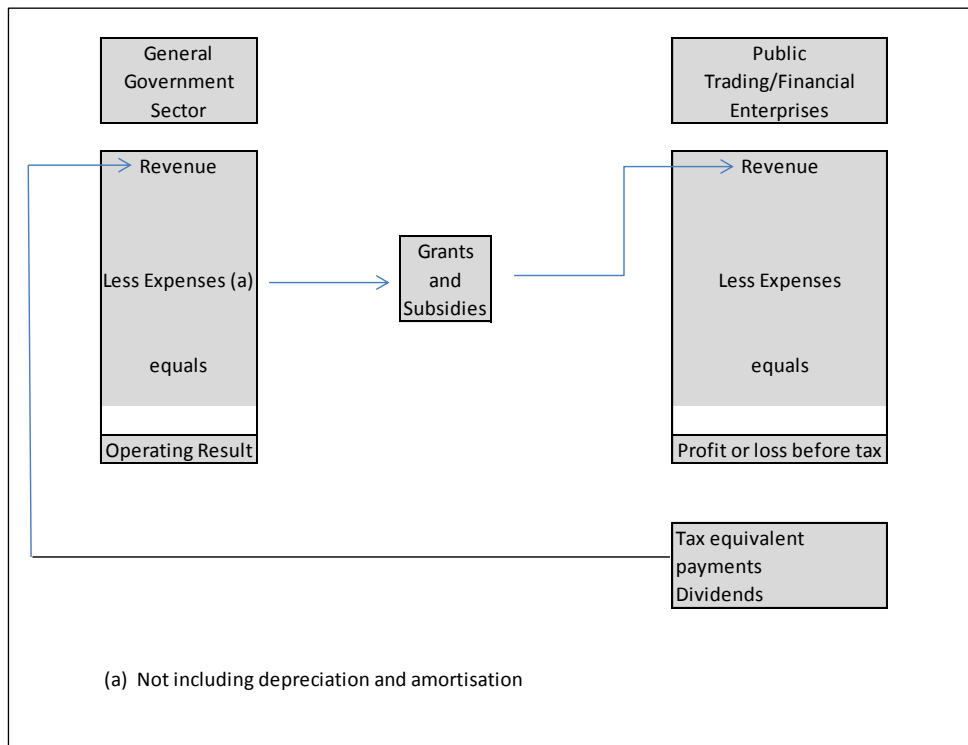 General
Government
Sector
Public
Trading/Financial
Enterprises
Revenue
Revenue
Less Expenses (a)
Grants
and
Subsidies
Less Expenses
equals
equals
Operating Result
Profit or loss before tax
Tax equivalent
payments
Dividends
(a) Not including depreciation and amortisation